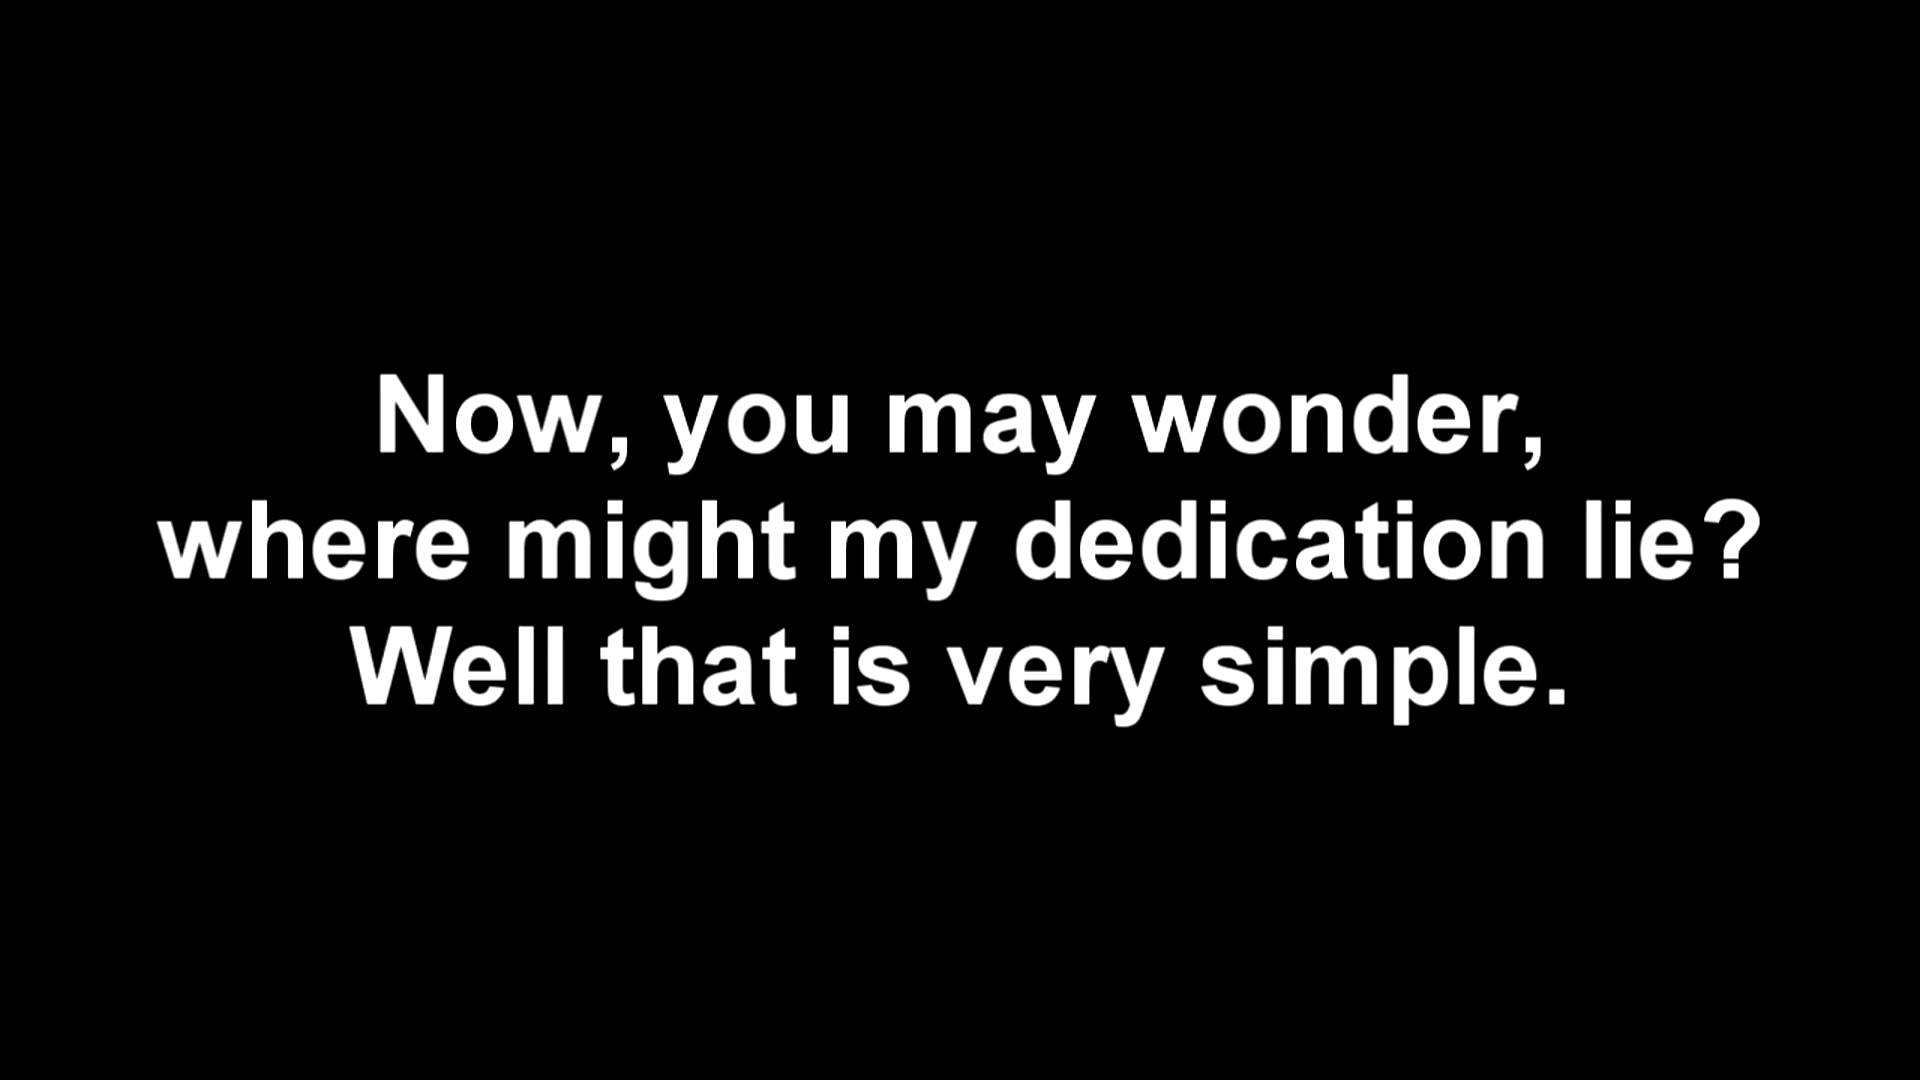 Now, you may wonder,
where might my dedication lie?
Well that is very simple.